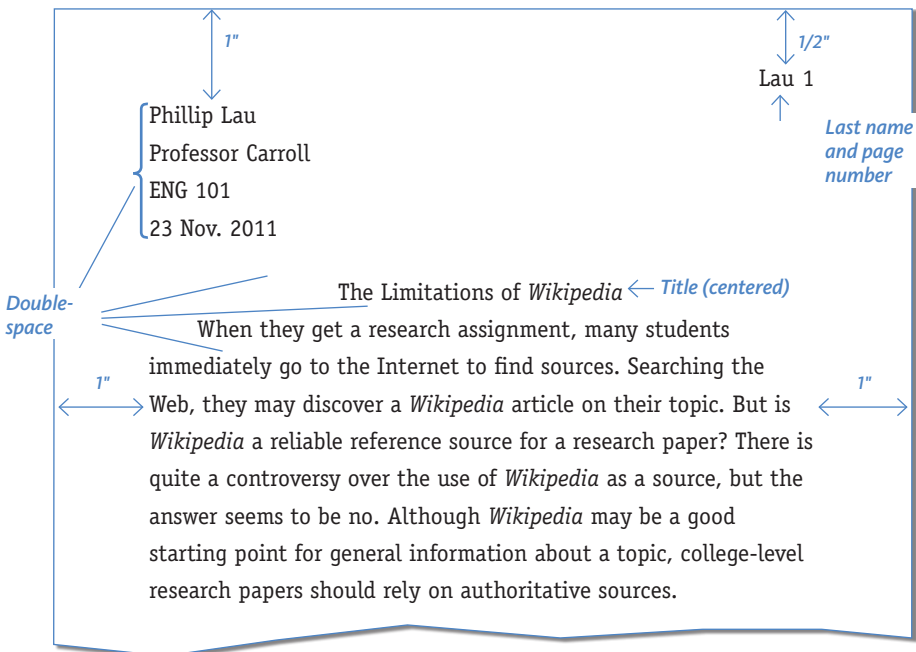 1"
1/2"
Lau 1
Last name
and page
number
Phillip Lau
Professor Carroll
ENG 101
23 Nov. 2011
Double-
space
The Limitations of Wikipedia
Title (centered)
When they get a research assignment, many students
immediately go to the Internet to find sources. Searching the
1"
Web, they may discover a Wikipedia article on their topic. But is
1"
Wikipedia a reliable reference source for a research paper? There is
quite a controversy over the use of Wikipedia as a source, but the
answer seems to be no. Although Wikipedia may be a good
starting point for general information about a topic, college-level
research papers should rely on authoritative sources.